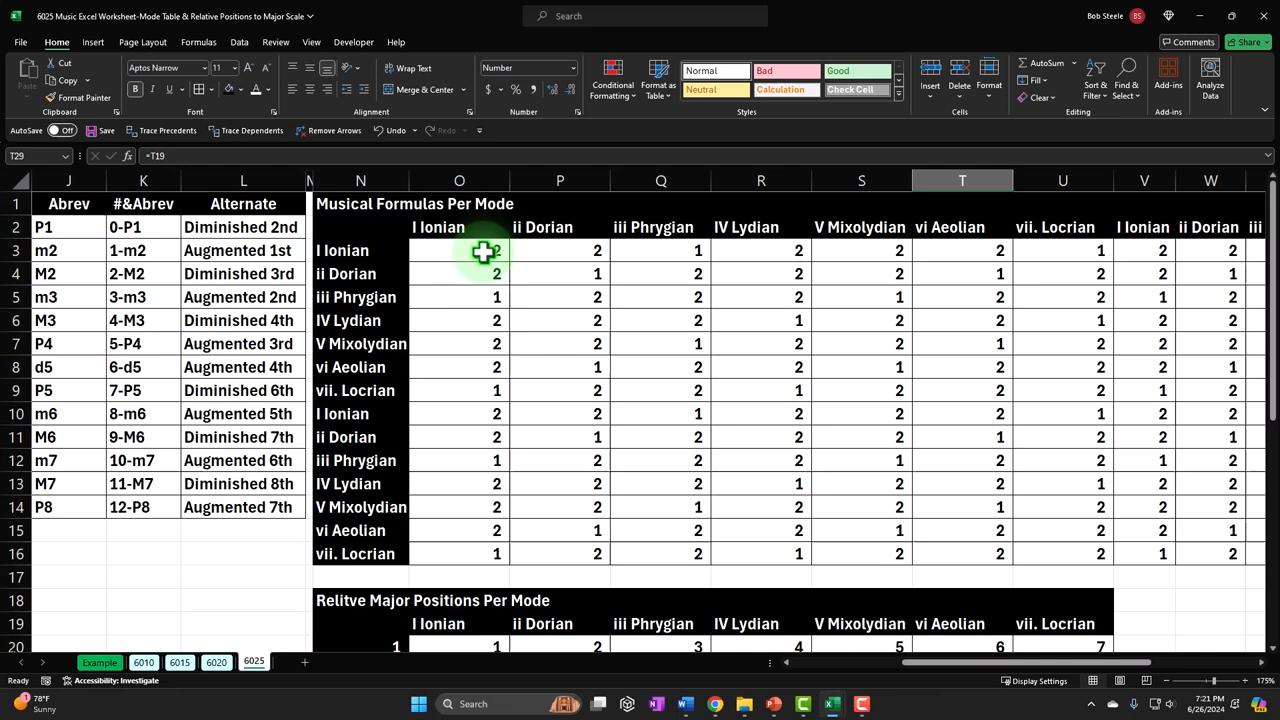 6025 Music Excel Worksheet-Mode Table & Relative Positions to Major Scale
Search
Bob Steele
BS
File Home Insert Draw Page Layout Formulas Data Review View Developer Help
Comments
Share
Cut
Copy
Format Painter
Paste
Clipboard
Aptos Narrow
11
Font
Wrap Text
Merge & Center
Alignment
Number
Number
Conditional Formatting
Format as Table
Normal Bad Good
Neutral Calculation Check Cell
Styles
Insert Delete Format
Cells
AutoSum
Fill
Clear
Sort & Filter
Find & Select
Editing
Add-ins
Add-ins
Analyze Data
AutoSave Off Save Trace Precedents Trace Dependents Remove Arrows Undo Redo
T29 =T19
J K L N O P Q R S T U V W
1 Abrev #&Abrev Alternate Musical Formulas Per Mode
2 P1 0-P1 Diminished 2nd I Ionian ii Dorian iii Phrygian IV Lydian V Mixolydian vi Aeolian vii. Locrian I Ionian ii Dorian iii
3 m2 1-m2 Augmented 1st I Ionian 2 2 1 2 2 2 1 2 2
4 M2 2-M2 Diminished 3rd ii Dorian 2 1 2 2 2 1 2 2 1
5 m3 3-m3 Augmented 2nd iii Phrygian 1 2 2 2 1 2 2 1 2
6 M3 4-M3 Diminished 4th IV Lydian 2 2 2 1 2 2 1 2 2
7 P4 5-P4 Augmented 3rd V Mixolydian 2 2 1 2 2 1 2 2 2
8 d5 6-d5 Augmented 4th vi Aeolian 2 1 2 2 1 2 2 2 1
9 P5 7-P5 Diminished 6th vii. Locrian 1 2 2 1 2 2 2 1 2
10 m6 8-m6 Augmented 5th I Ionian 2 2 1 2 2 2 1 2 2
11 M6 9-M6 Diminished 7th ii Dorian 2 1 2 2 2 1 2 2 1
12 m7 10-m7 Augmented 6th iii Phrygian 1 2 2 2 1 2 2 1 2
13 M7 11-M7 Diminished 8th IV Lydian 2 2 2 1 2 2 1 2 2
14 P8 12-P8 Augmented 7th V Mixolydian 2 2 1 2 2 1 2 2 2
15 vi Aeolian 2 1 2 2 1 2 2 2 1
16 vii. Locrian 1 2 2 1 2 2 2 1 2
17
18 Relitve Major Positions Per Mode
19 I Ionian ii Dorian iii Phrygian IV Lydian V Mixolydian vi Aeolian vii. Locrian
20 1 1 2 3 4 5 6 7
Example 6010 6015 6020 6025
Ready Accessibility: Investigate Display Settings 175%
78°F
Sunny
Search
7:21 PM
6/26/2024